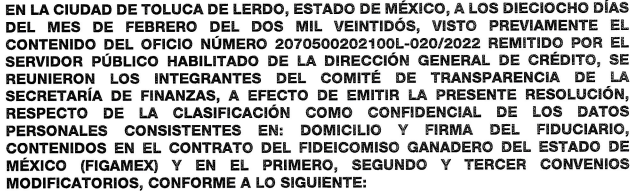 EN LA CIUDAD DE TOLUCA DE LERDO, ESTADO DE MÉXICO, A LOS DIECIOCHO DÍAS
DEL MES DE FEBRERO DEL DOS MIL VEINTIDÓS, VISTO PREVIAMENTE EL
CONTENIDO DEL OFICIO NÚMERO 2070500202100L-020/2022 REMITIDO POR EL
SERVIDOR PÚBLICO HABILITADO DE LA DIRECCIÓN GENERAL DE CRÉDITO, SE
REUNIERON LOS INTEGRANTES DEL COMITÉ DE TRANSPARENCIA DE LA
SECRETARÍA DE FINANZAS, A EFECTO DE EMITIR LA PRESENTE RESOLUCIÓN,
RESPECTO DE LA CLASIFICACIÓN COMO CONFIDENCIAL DE LOS DATOS
PERSONALES CONSISTENTES EN: DOMICILIO Y FIRMA DEL FIDUCIARIO,
CONTENIDOS EN EL CONTRATO DEL FIDEICOMISO GANADERO DEL ESTADO DE
MÉXICO (FIGAMEX) Y EN EL PRIMERO, SEGUNDO Y TERCER CONVENIOS
MODIFICATORIOS, CONFORME A LO SIGUIENTE: